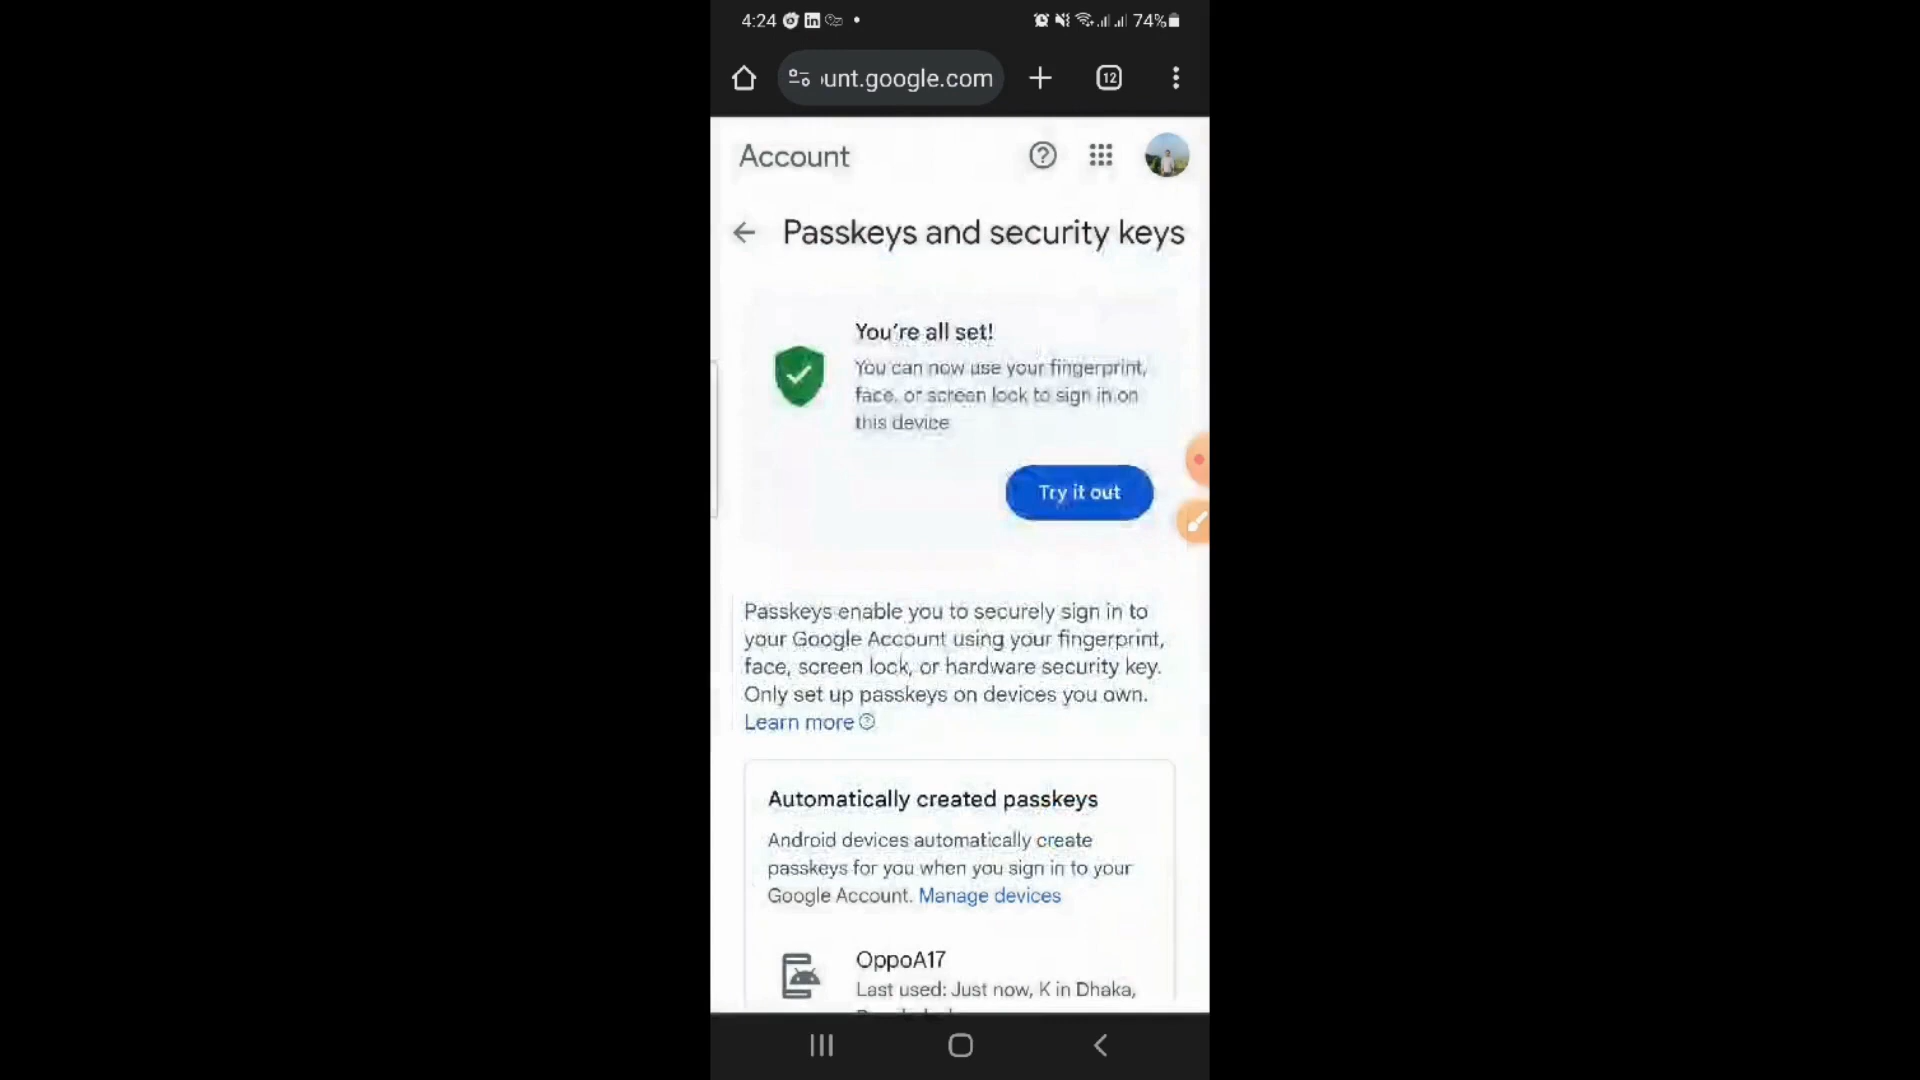 4:24
74%
unt.google.com
12
Account
Passkeys and security keys
You're all set!
You can now use your fingerprint,
face, or screen lock to sign in on
this device
Try it out
Passkeys enable you to securely sign in to
your Google Account using your fingerprint,
face, screen lock, or hardware security key.
Only set up passkeys on devices you own.
Learn more
Automatically created passkeys
Android devices automatically create
passkeys for you when you sign in to your
Google Account. Manage devices
OppoA17
Last used: Just now, K in Dhaka,